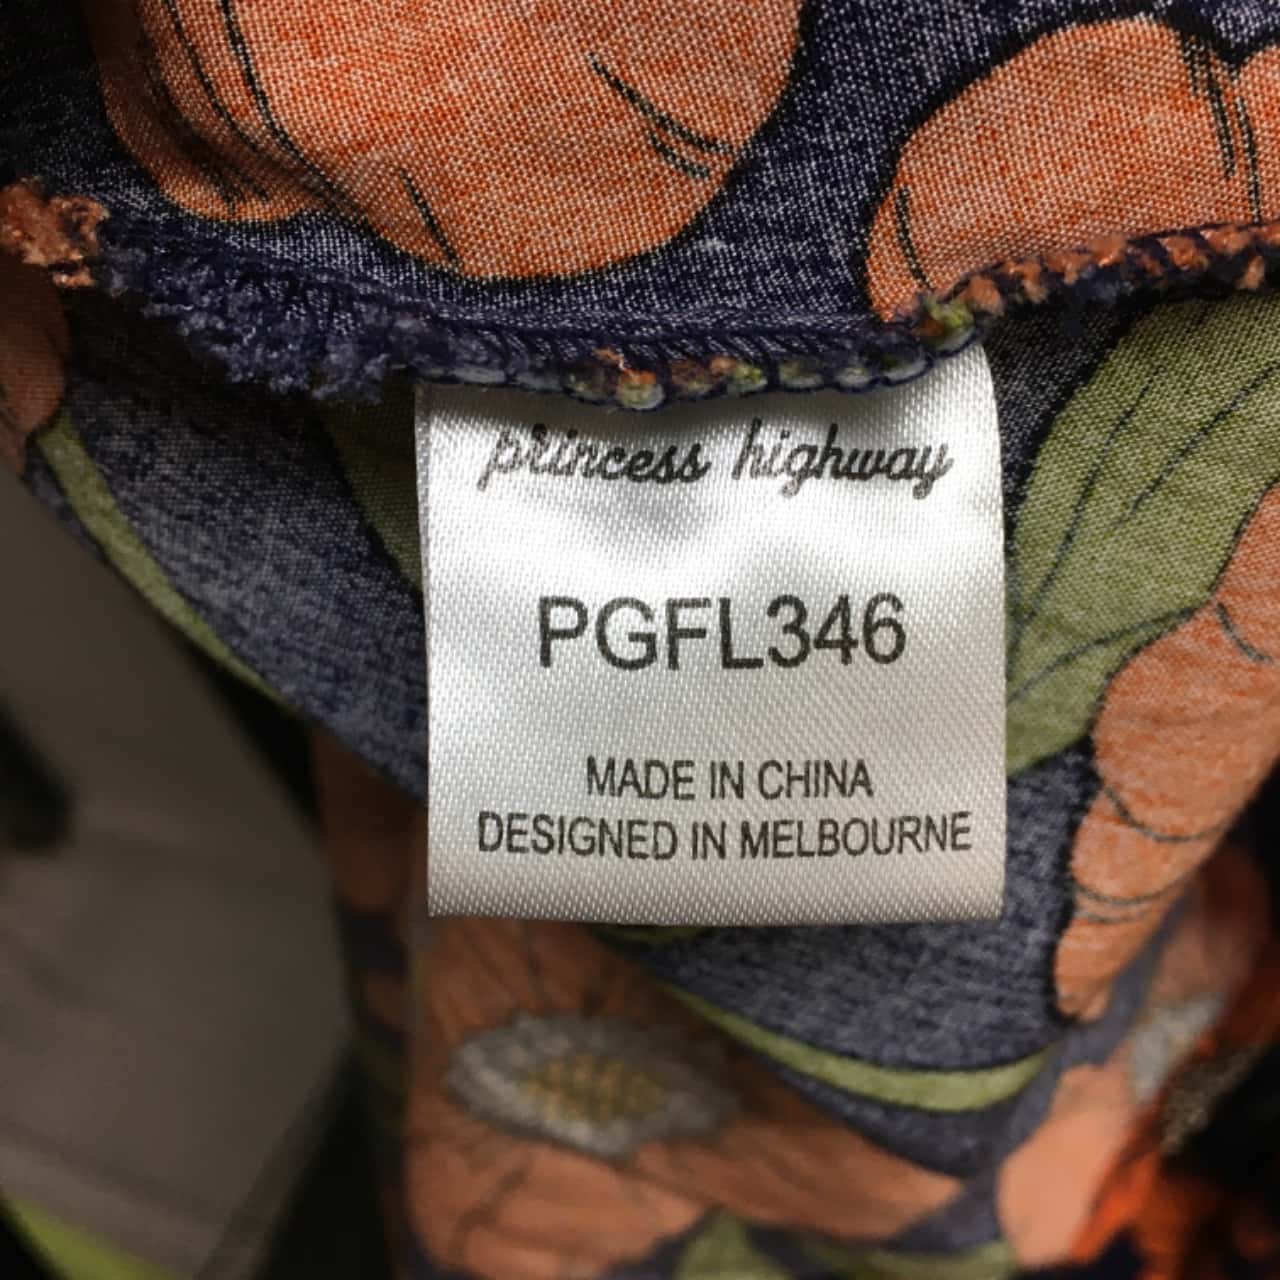 princess highway
PGFL346
MADE IN CHINA
DESIGNED IN MELBOURNE